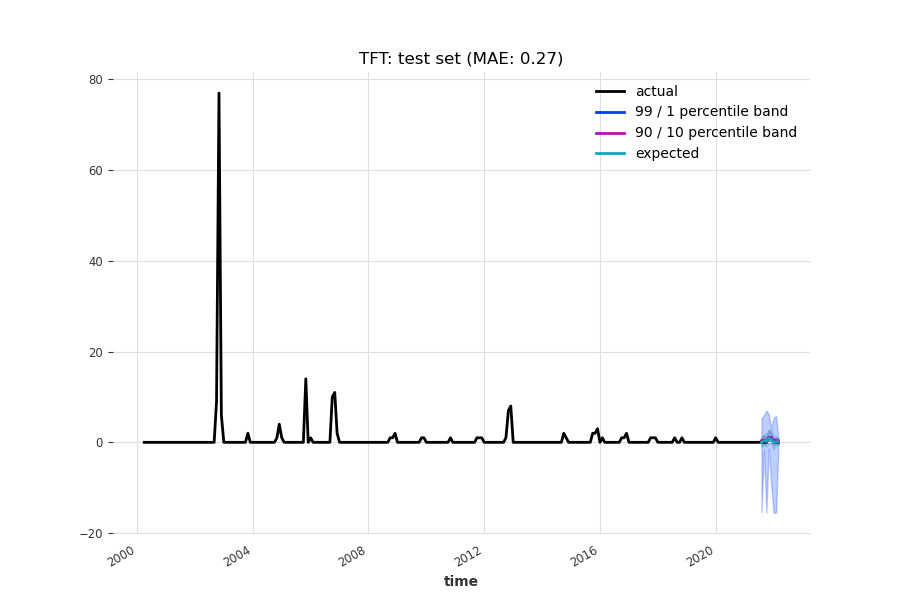 TFT: test set (MAE: 0.27)
actual
99 / 1 percentile band
90 / 10 percentile band
expected
80
60
40
20
0
−20
2000
2004
2008
2012
2016
2020
time